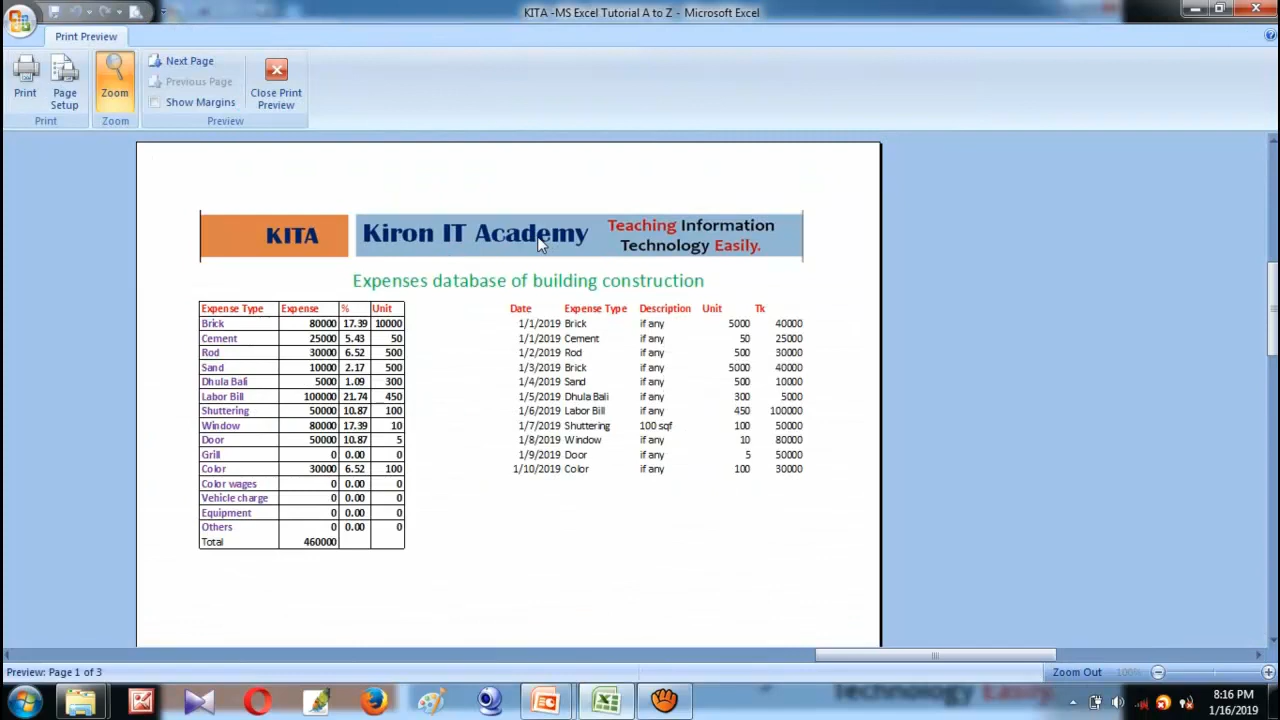 KITA -MS Excel Tutorial A to Z - Microsoft Excel
Print Preview
Print
Page Setup
Zoom
Next Page
Previous Page
Show Margins
Close Print Preview
Print
Zoom
Preview
KITA
Kiron IT Academy
Teaching Information
Technology Easily.
Expenses database of building construction
Expense Type Expense % Unit
Brick 80000 17.39 10000
Cement 25000 5.43 50
Rod 30000 6.52 500
Sand 10000 2.17 500
Dhula Bali 5000 1.09 300
Labor Bill 100000 21.74 450
Shuttering 50000 10.87 100
Window 80000 17.39 10
Door 50000 10.87 5
Grill 0 0.00 0
Color 30000 6.52 100
Color wages 0 0.00 0
Vehicle charge 0 0.00 0
Equipment 0 0.00 0
Others 0 0.00 0
Total 460000
Date Expense Type Description Unit Tk
1/1/2019 Brick if any 5000 40000
1/1/2019 Cement if any 50 25000
1/2/2019 Rod if any 500 30000
1/3/2019 Brick if any 5000 40000
1/4/2019 Sand if any 500 10000
1/5/2019 Dhula Bali if any 300 5000
1/6/2019 Labor Bill if any 450 100000
1/7/2019 Shuttering 100 sqf 100 50000
1/8/2019 Window if any 10 80000
1/9/2019 Door if any 5 50000
1/10/2019 Color if any 100 30000
Preview: Page 1 of 3
Zoom Out 100%
Technology Easily
8:16 PM
1/16/2019